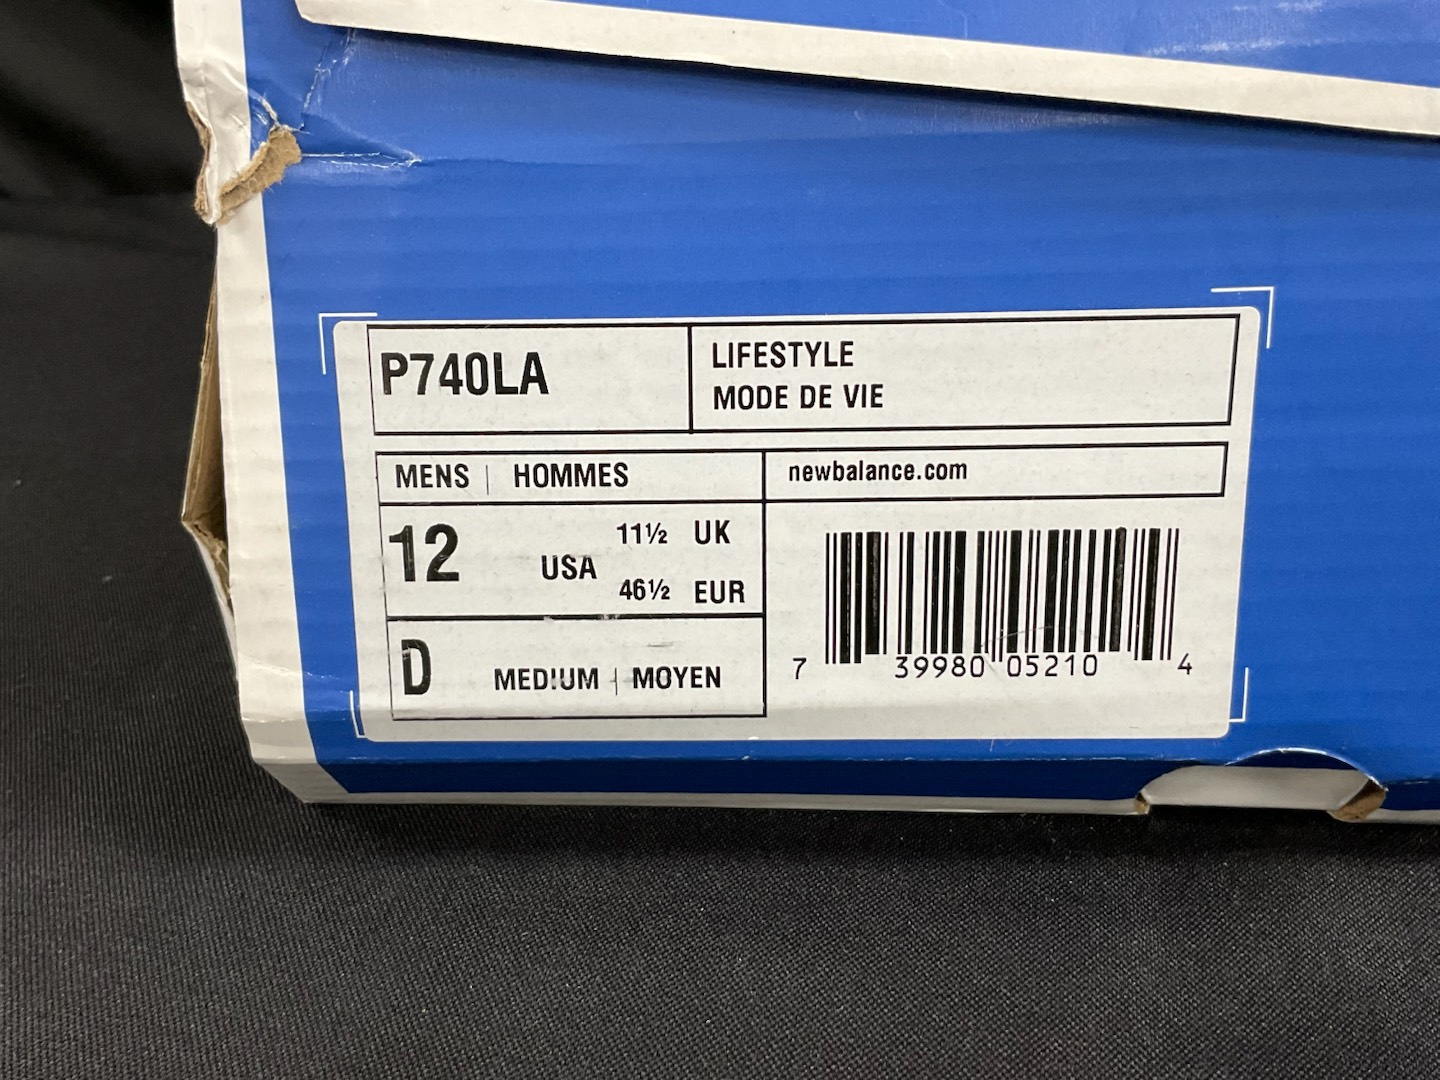 P740LA
LIFESTYLE
MODE DE VIE
MENS | HOMMES
newbalance.com
12 USA
11½ UK
46½ EUR
D MEDIUM | MOYEN
7 39980 05210 4